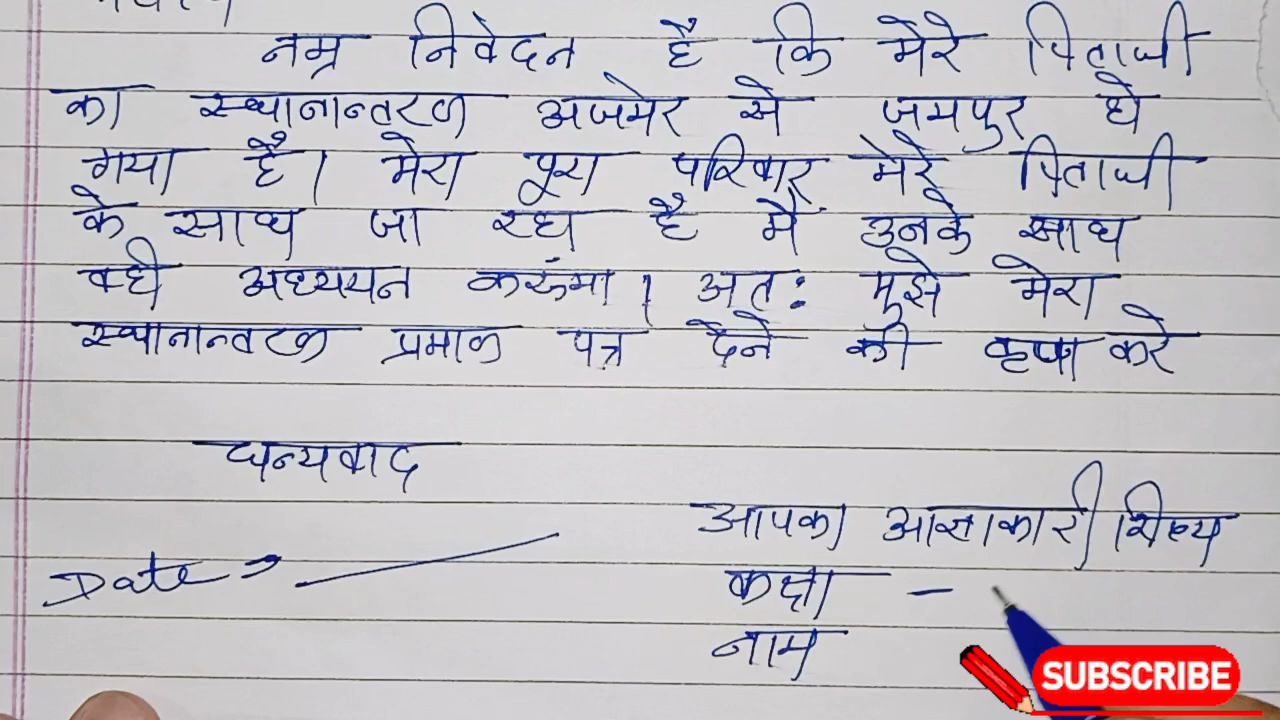 नम्र निवेदन है कि मेरे पिताजी
का स्थानान्तरण अजमेर से जयपुर हो
गया है। मेरा पूरा परिवार मेरे पिताजी
के साथ जा रहा है मैं उनके साथ
वही अध्ययन करूंगा। अतः मुझे मेरा
स्थानान्तरण प्रमाण पत्र देने की कृपा करे
धन्यवाद
आपका आज्ञाकारी शिष्य
Date →
कक्षा –
नाम
SUBSCRIBE